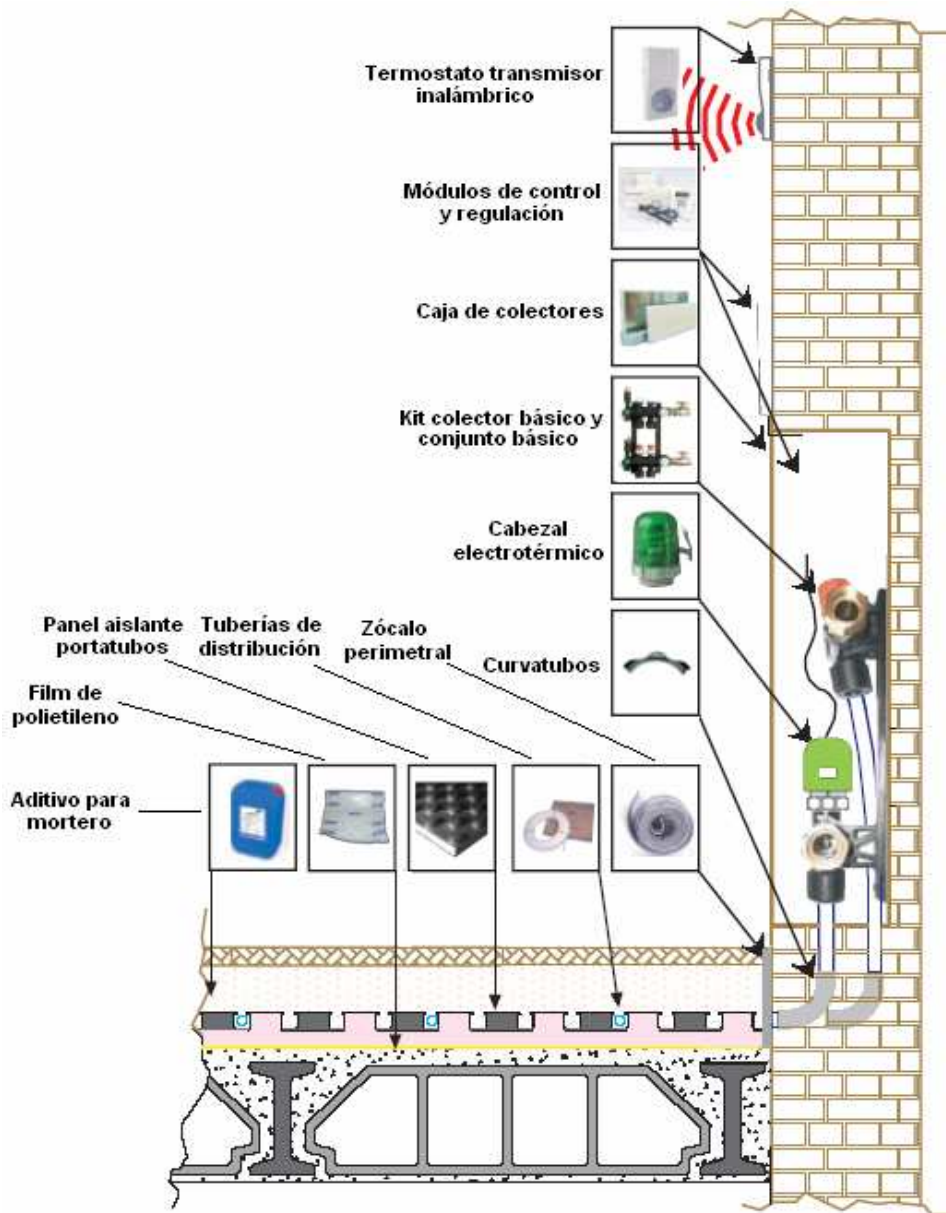 Termostato transmisor
inalámbrico
Módulos de control
y regulación
Caja de colectores
Kit colector básico y
conjunto básico
Cabezal
electrotérmico
Curvatubos
Zócalo
perimetral
Tuberías de
distribución
Panel aislante
portatubos
Film de
polietileno
Aditivo para
mortero